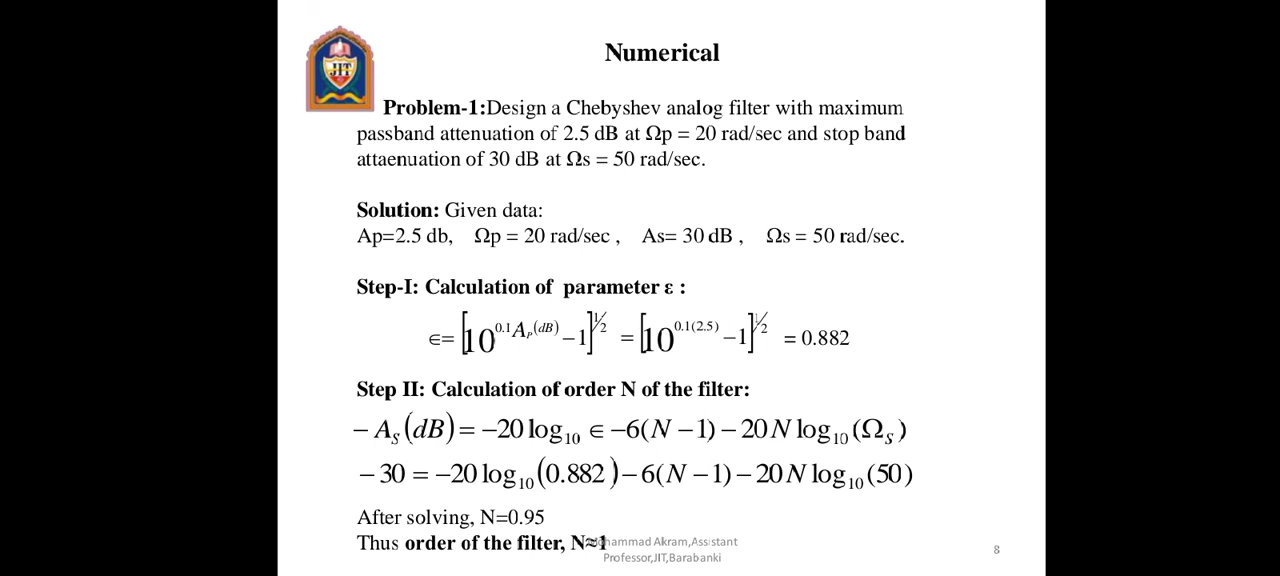 Numerical
JIT
Problem-1:Design a Chebyshev analog filter with maximum
passband attenuation of 2.5 dB at Ωp = 20 rad/sec and stop band
attaenuation of 30 dB at Ωs = 50 rad/sec.
Solution: Given data:
Ap=2.5 db, Ωp = 20 rad/sec , As= 30 dB , Ωs = 50 rad/sec.
Step-I: Calculation of parameter ε :
∈= [10^{0.1A_P(dB)} −1]^{1/2} = [10^{0.1(2.5)} −1]^{1/2} = 0.882
Step II: Calculation of order N of the filter:
− A_S(dB) = −20 log_{10} ∈ −6(N −1) − 20N log_{10}(Ω_s)
− 30 = −20 log_{10}(0.882) − 6(N −1) − 20N log_{10}(50)
After solving, N=0.95
Thus order of the filter, N≈1
Mohammad Akram,Assistant
Professor,JIT,Barabanki
8